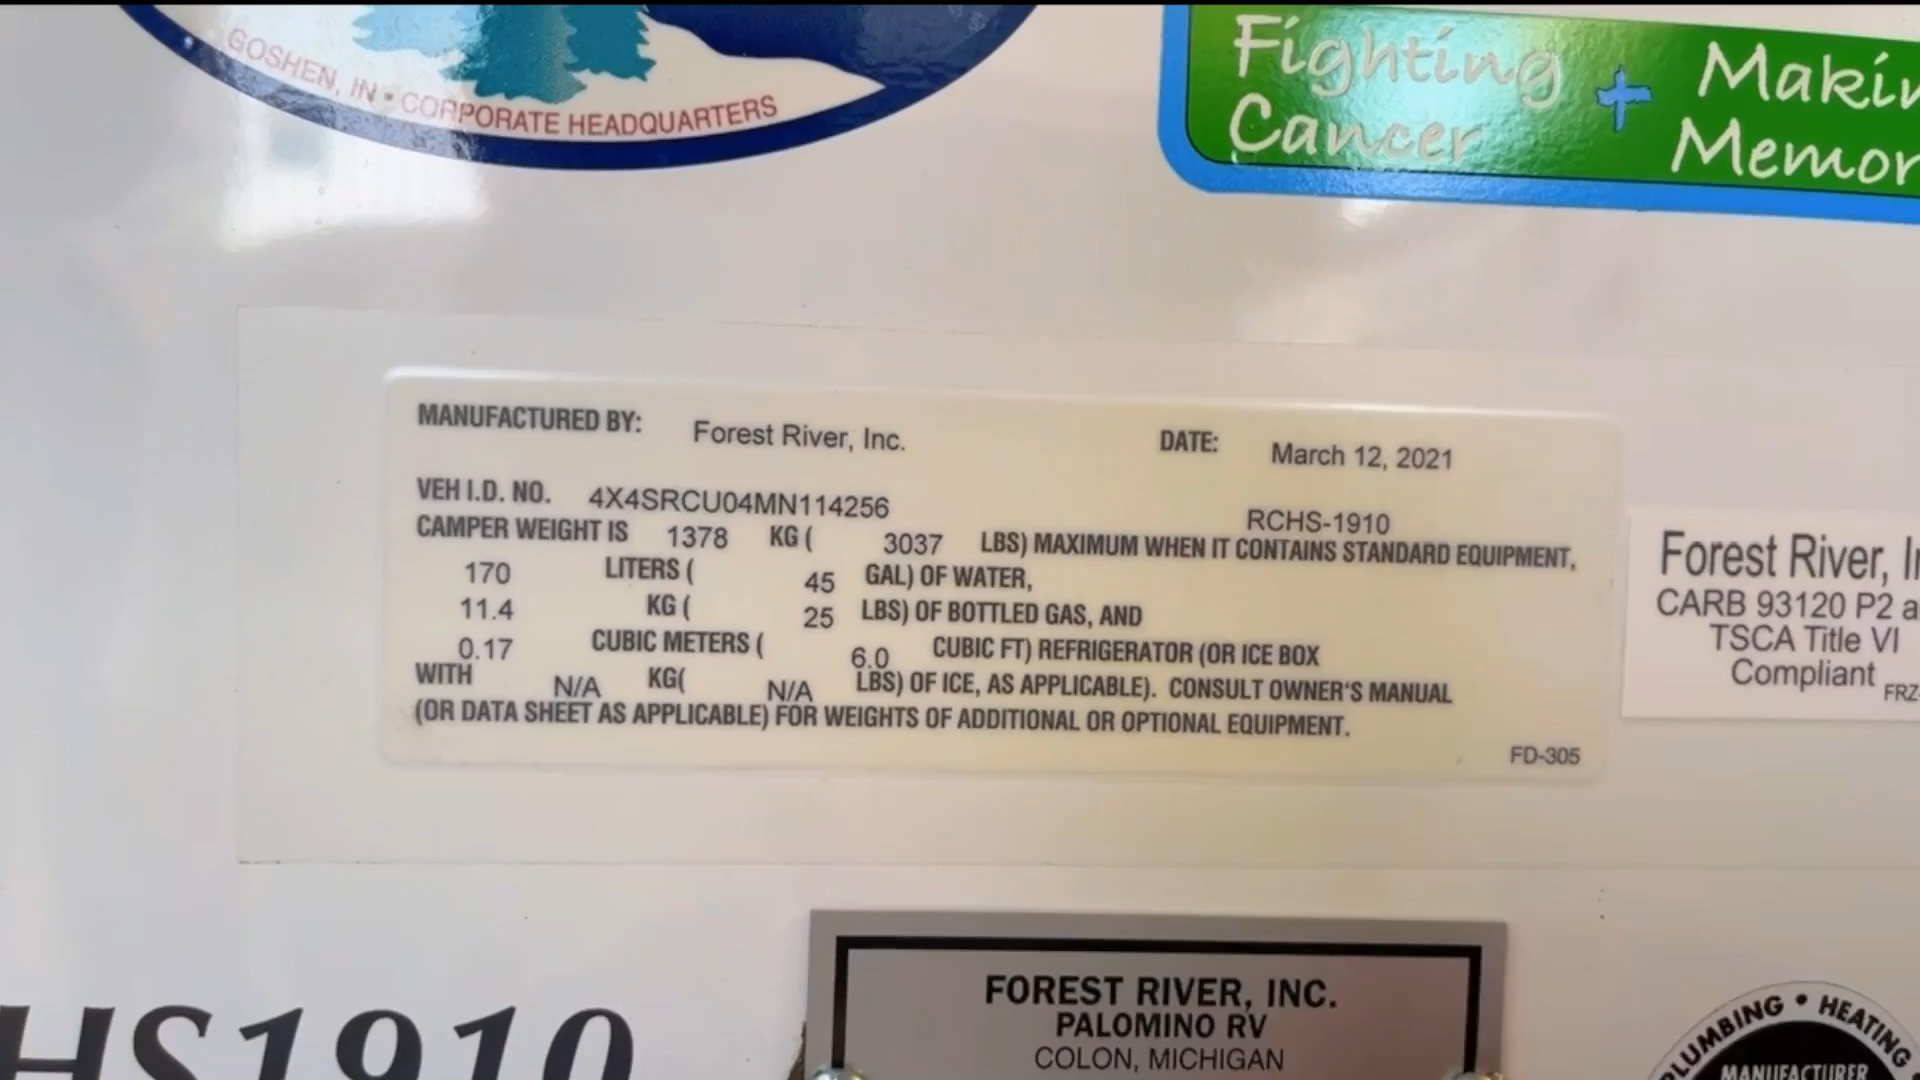 GOSHEN, IN • CORPORATE HEADQUARTERS
Fighting
Cancer
+
Makin
Memor
MANUFACTURED BY: Forest River, Inc. DATE: March 12, 2021
VEH I.D. NO. 4X4SRCU04MN114256 RCHS-1910
CAMPER WEIGHT IS 1378 KG ( 3037 LBS) MAXIMUM WHEN IT CONTAINS STANDARD EQUIPMENT,
170 LITERS ( 45 GAL) OF WATER,
11.4 KG ( 25 LBS) OF BOTTLED GAS, AND
0.17 CUBIC METERS ( 6.0 CUBIC FT) REFRIGERATOR (OR ICE BOX
WITH N/A KG( N/A LBS) OF ICE, AS APPLICABLE). CONSULT OWNER'S MANUAL
(OR DATA SHEET AS APPLICABLE) FOR WEIGHTS OF ADDITIONAL OR OPTIONAL EQUIPMENT.
FD-305
Forest River, I
CARB 93120 P2 a
TSCA Title VI
Compliant
FRZ-
HS1910
FOREST RIVER, INC.
PALOMINO RV
COLON, MICHIGAN
PLUMBING • HEATING
MANUFACTURER